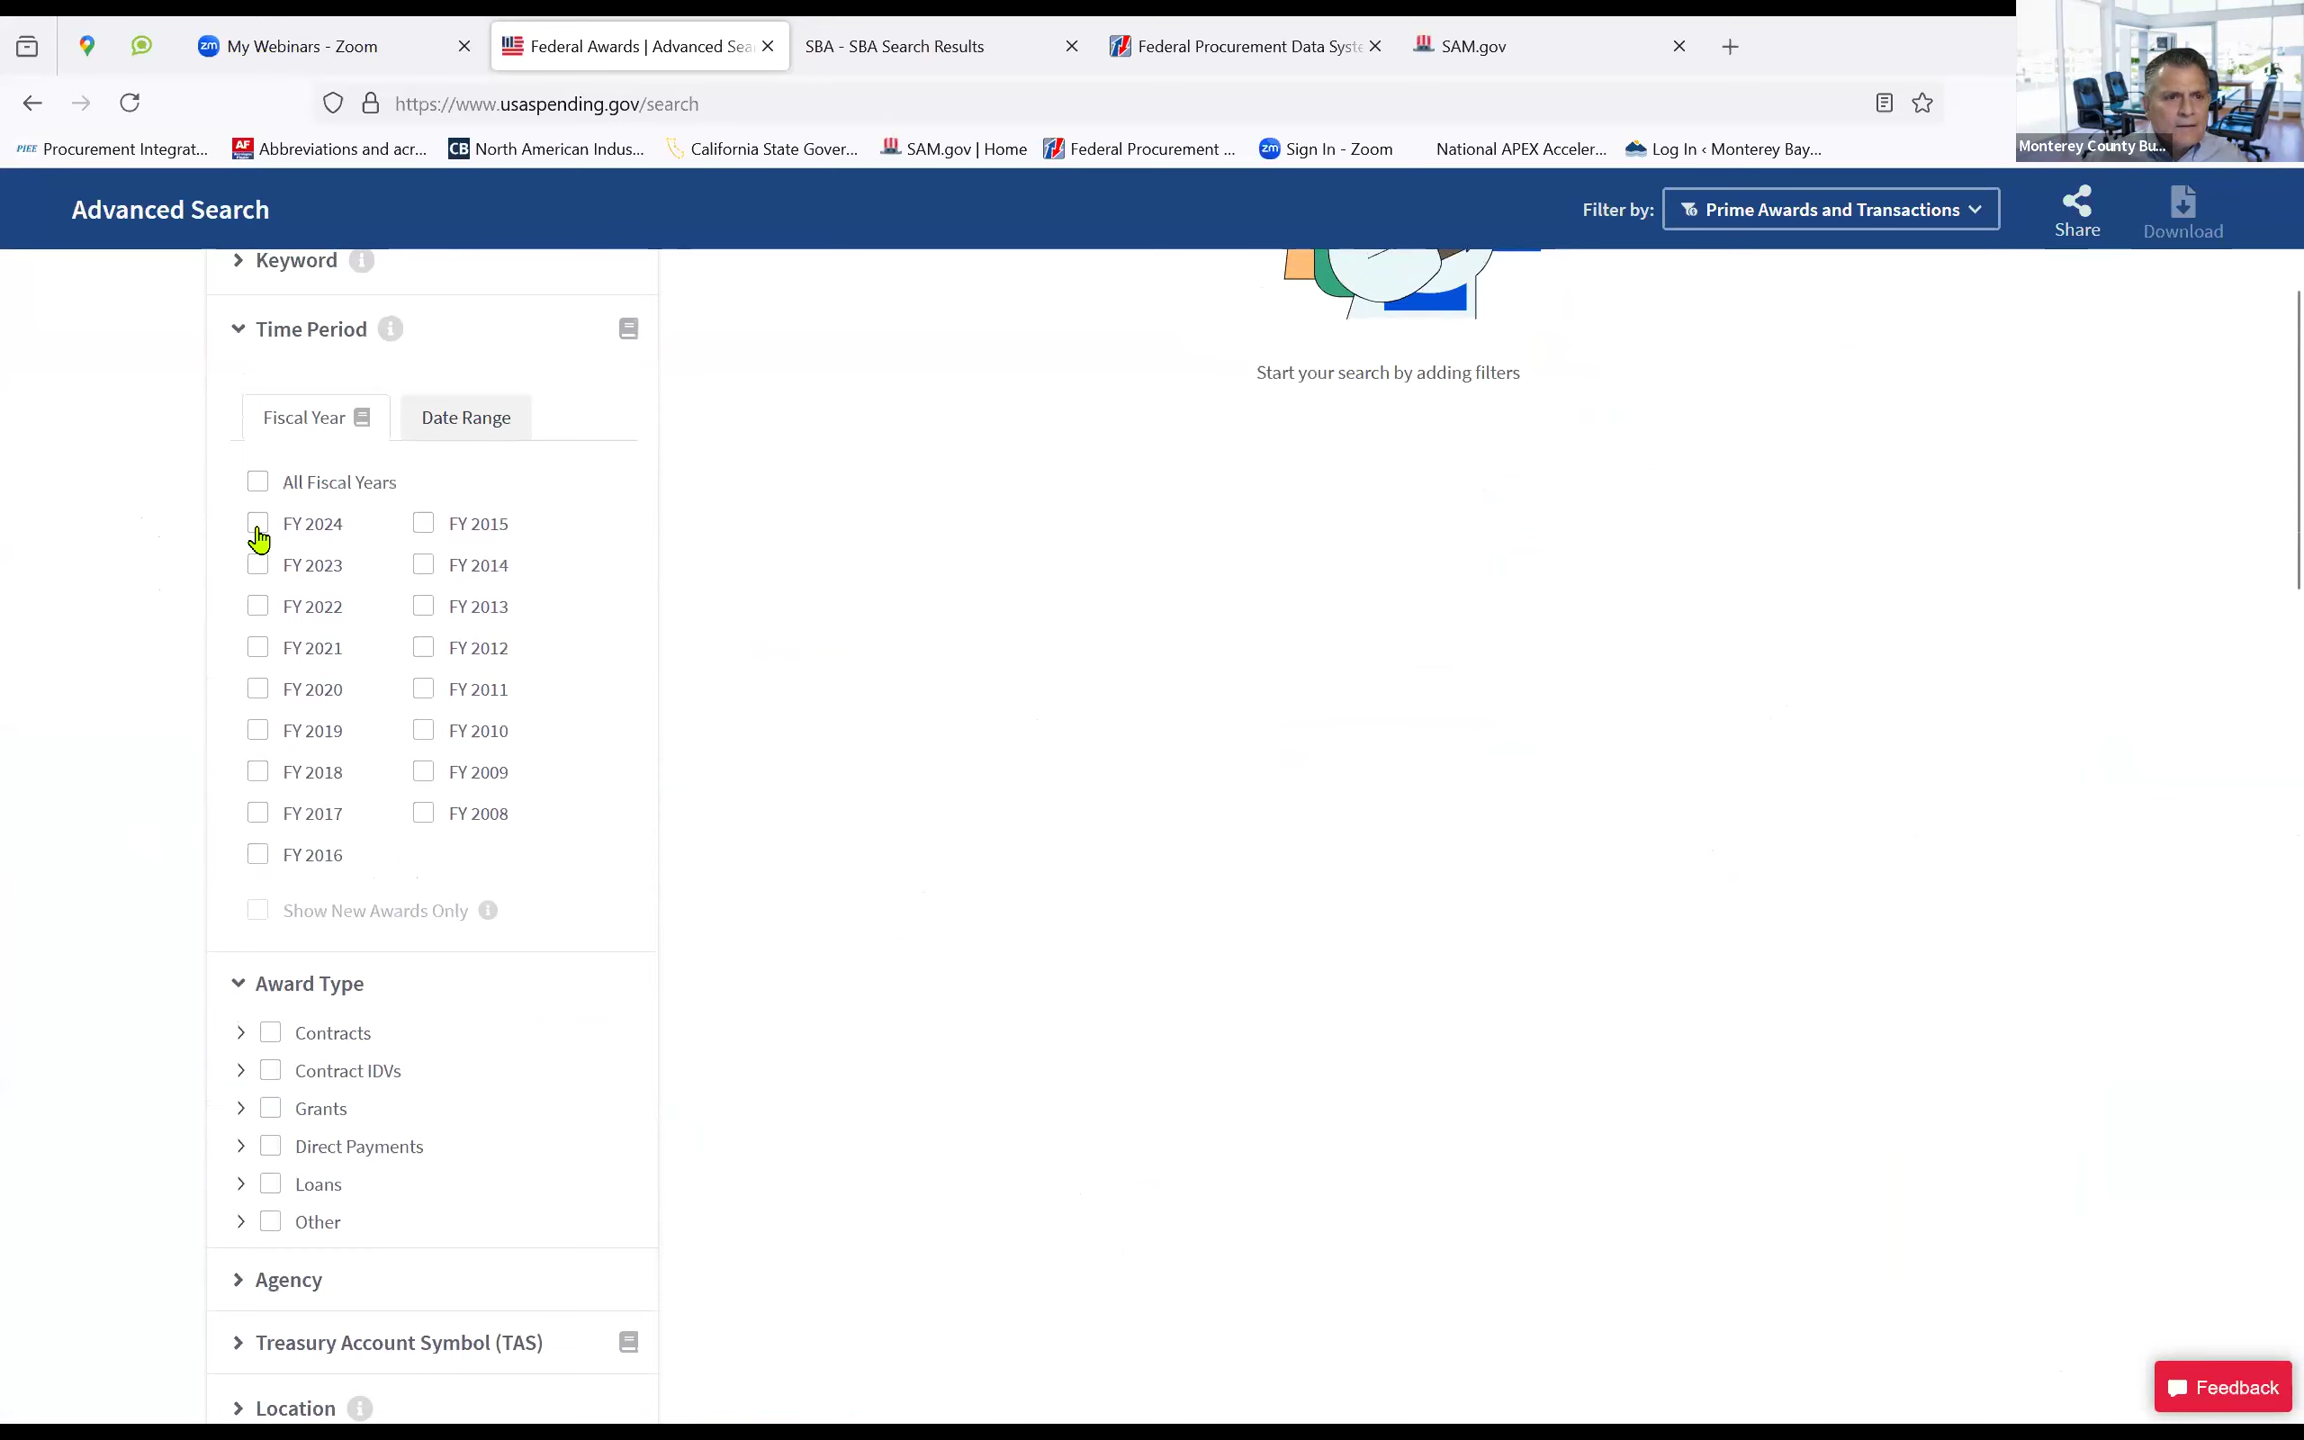 My Webinars - Zoom
Federal Awards | Advanced Sea
SBA - SBA Search Results
Federal Procurement Data Syste
SAM.gov
https://www.usaspending.gov/search
PIEE Procurement Integrat...
AF Abbreviations and acr...
CB North American Indus...
California State Gover...
SAM.gov | Home
Federal Procurement ...
zm Sign In - Zoom
National APEX Acceler...
Log In ‹ Monterey Bay...
Monterey County Bu...
Advanced Search
Filter by:
Prime Awards and Transactions
Share
Download
Keyword
Time Period
Start your search by adding filters
Fiscal Year
Date Range
All Fiscal Years
FY 2024 FY 2015
FY 2023 FY 2014
FY 2022 FY 2013
FY 2021 FY 2012
FY 2020 FY 2011
FY 2019 FY 2010
FY 2018 FY 2009
FY 2017 FY 2008
FY 2016
Show New Awards Only
Award Type
Contracts
Contract IDVs
Grants
Direct Payments
Loans
Other
Agency
Treasury Account Symbol (TAS)
Location
Feedback